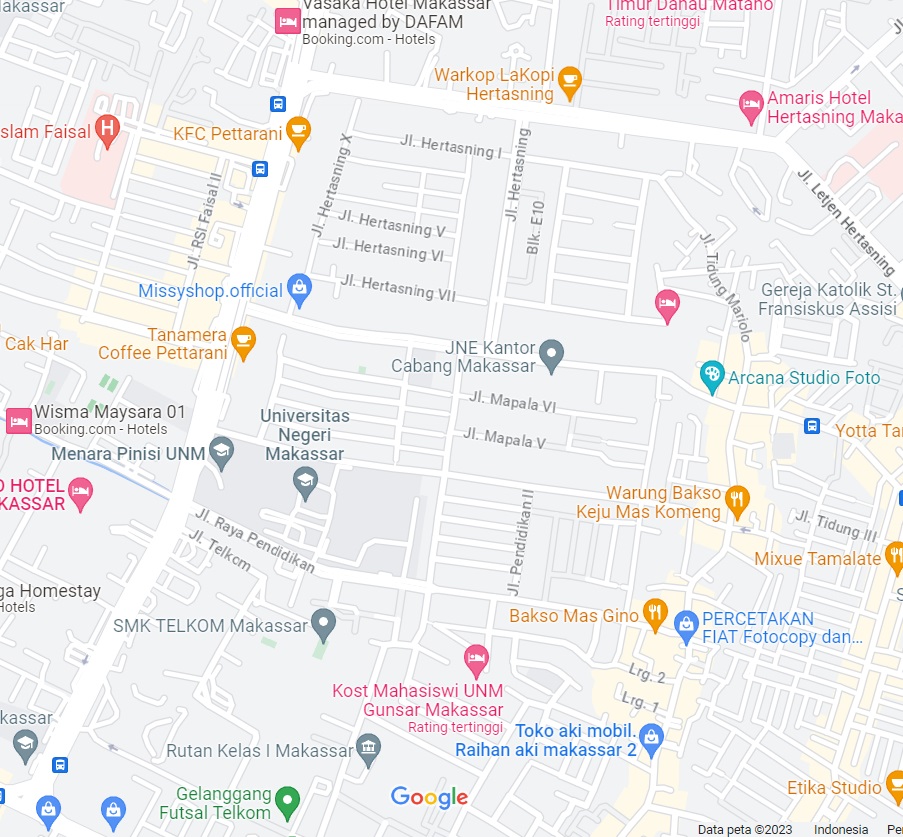 akassar
Vasaka Hotel Makassar
managed by DAFAM
Booking.com - Hotels
Timur Danau Matano
Rating tertinggi
Warkop LaKopi
Hertasning
Amaris Hotel
Hertasning Maka
slam Faisal
H
KFC Pettarani
Jl. Hertasning I
Jl. Hertasning X
Jl. Hertasning
Jl. Letjen Hertasning
Jl. RSI Faisal II
Blk. E10
Jl. Hertasning V
Jl. Hertasning VI
Jl. Hertasning VII
Jl. Tidung Mariolo
Missyshop.official
Gereja Katolik St.
Fransiskus Assisi
Cak Har
Tanamera
Coffee Pettarani
JNE Kantor
Cabang Makassar
Arcana Studio Foto
Wisma Maysara 01
Booking.com - Hotels
Universitas
Negeri
Makassar
Jl. Mapala VI
Jl. Mapala V
Yotta Tam
Menara Pinisi UNM
O HOTEL
KASSAR
Warung Bakso
Keju Mas Komeng
Jl. Raya Pendidikan
Jl. Telkcm
Jl. Pendidikan II
Jl. Tidung III
Mixue Tamalate
ga Homestay
Hotels
SMK TELKOM Makassar
Bakso Mas Gino
PERCETAKAN
FIAT Fotocopy dan...
Kost Mahasiswi UNM
Gunsar Makassar
Rating tertinggi
Lrg. 2
Lrg. 1
kassar
Rutan Kelas I Makassar
Toko aki mobil.
Raihan aki makassar 2
Gelanggang
Futsal Telkom
Google
Etika Studio
Data peta ©2023
Indonesia
Pe